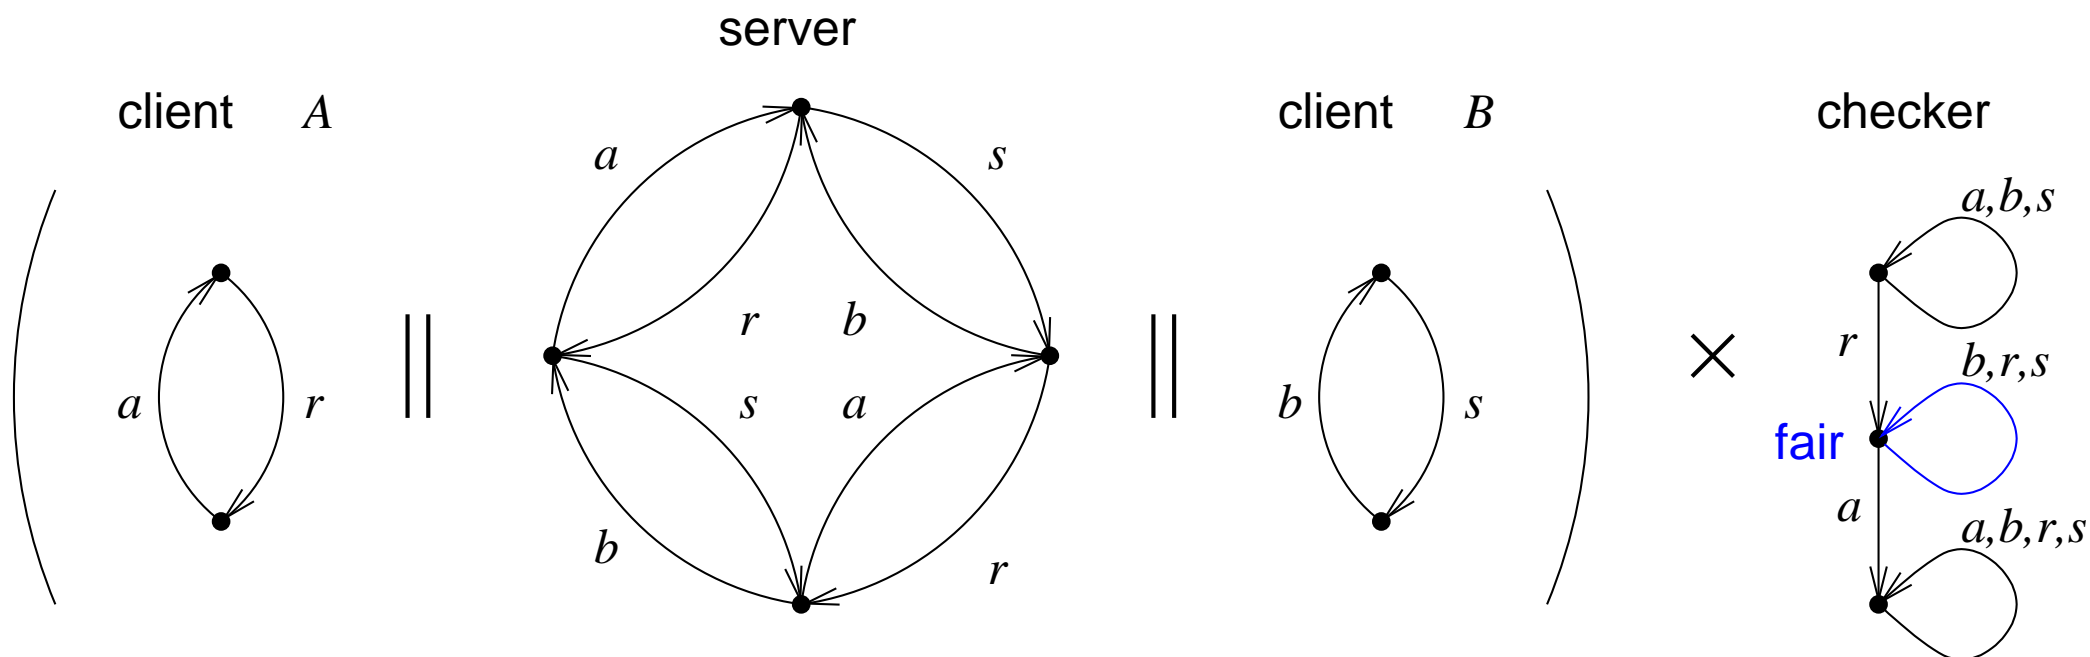 server
client A
client B
checker
a
s
a,b,s
r
b
r
b,r,s
a
r
s
a
b
s
fair
a
b
r
a,b,r,s